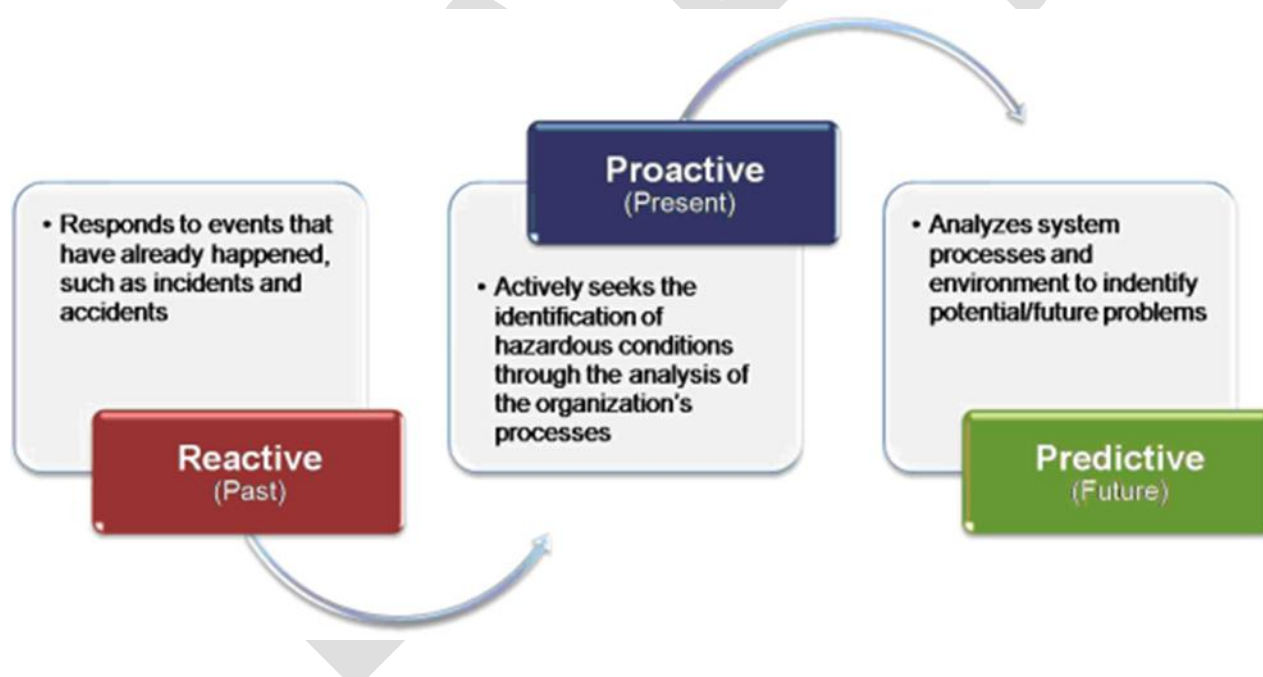 • Responds to events that
have already happened,
such as incidents and
accidents
Reactive
(Past)
Proactive
(Present)
• Actively seeks the
identification of
hazardous conditions
through the analysis of
the organization's
processes
• Analyzes system
processes and
environment to indentify
potential/future problems
Predictive
(Future)